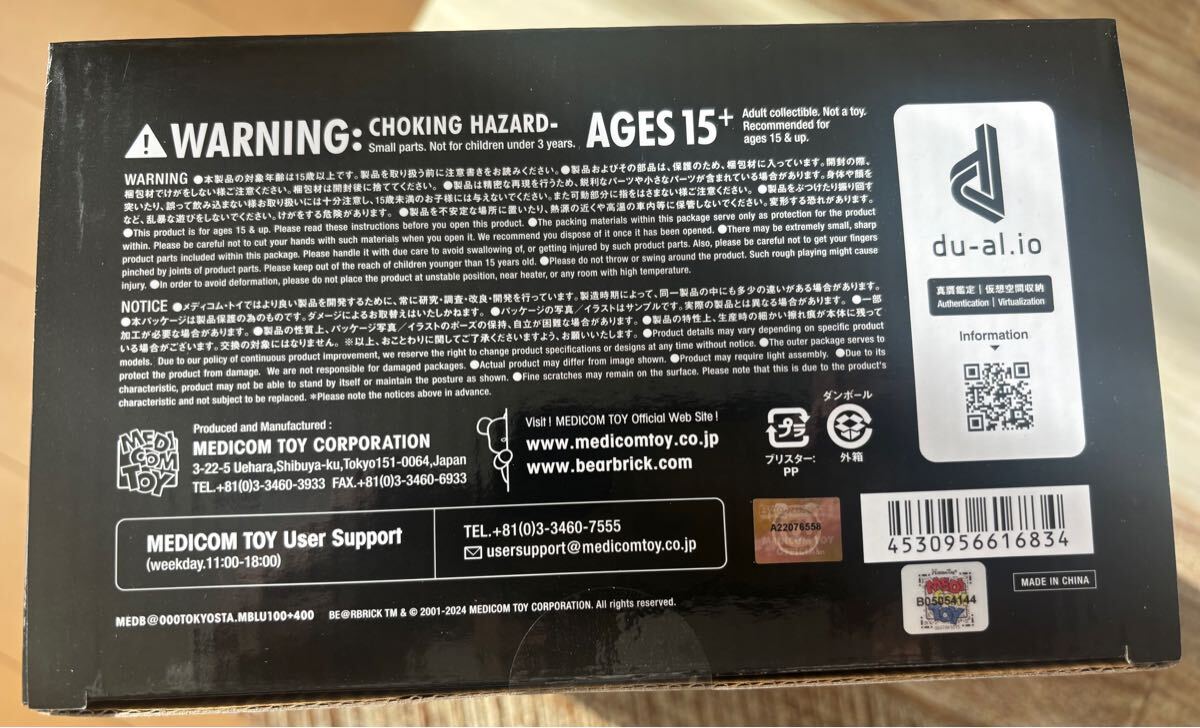 WARNING: CHOKING HAZARD-
Small parts. Not for children under 3 years.
AGES 15+
Adult collectible. Not a toy.
Recommended for
ages 15 & up.
WARNING ●本製品の対象年齢は15歳以上です。製品を取り扱う前に注意書きをお読みください。●製品およびその部品は、保護のため、梱包材に入っています。開封の際、
梱包材でけがをしない様ご注意ください。梱包材は開封後に捨ててください。●製品は精密な再現を行うため、鋭利なパーツや小さなパーツが含まれている場合があります。身体や顔を
突いたり、誤って飲み込まない様お取り扱いには十分注意し、15歳未満のお子様には与えないでください。また可動部分に指をはさまない様ご注意ください。●製品をぶつけたり振り回す
など、乱暴な遊びをしないでください。けがをする危険があります。●製品を不安定な場所に置いたり、熱源の近くや高温の車内等に保管しないでください。変形する恐れがあります。
●This product is for ages 15 & up. Please read these instructions before you open this product. ●The packing materials within this package serve only as protection for the product
within. Please be careful not to cut your hands with such materials when you open it. We recommend you dispose of it once it has been opened. ●There may be extremely small, sharp
product parts included within this package. Please handle it with due care to avoid swallowing of, or getting injured by such product parts. Also, please be careful not to get your fingers
pinched by joints of product parts. Please keep out of the reach of children younger than 15 years old. ●Please do not throw or swing around the product. Such rough playing might cause
injury. ●In order to avoid deformation, please do not place the product at unstable position, near heater, or any room with high temperature.
NOTICE ●メディコム・トイではより良い製品を開発するために、常に研究・調査・改良・開発を行っています。製造時期によって、同一製品の中にも多少の違いがある場合があります。
●本パッケージは製品保護の為のものです。ダメージによるお取替えはいたしかねます。●パッケージの写真/イラストはサンプルです。実際の製品とは異なる場合があります。●一部
加工が必要な場合があります。●製品の性質上、パッケージ写真/イラストのポーズの保持、自立が困難な場合があります。●製品の特性上、生産時の細かい擦れ痕が本体に残って
いる場合がございます。交換の対象にはなりません。※以上、おことわりに関してご了承くださいますよう、お願いいたします。●Product details may vary depending on specific product
models. Due to our policy of continuous product improvement, we reserve the right to change product specifications or designs at any time without notice. ●The outer package serves to
protect the product from damage. We are not responsible for damaged packages. ●Actual product may differ from image shown. ●Product may require light assembly. ●Due to its
characteristic, product may not be able to stand by itself or maintain the posture as shown. ●Fine scratches may remain on the surface. Please note that this is due to the product's
characteristic and not subject to be replaced. *Please note the notices above in advance.
du-al.io
真贋鑑定 | 仮想空間収納
Authentication | Virtualization
Information
MEDI
COM
TOY
Produced and Manufactured :
MEDICOM TOY CORPORATION
3-22-5 Uehara,Shibuya-ku,Tokyo151-0064,Japan
TEL.+81(0)3-3460-3933 FAX.+81(0)3-3460-6933
Visit ! MEDICOM TOY Official Web Site !
www.medicomtoy.co.jp
www.bearbrick.com
プラ
ブリスター:
PP
ダンボール
外箱
MEDICOM TOY User Support
(weekday.11:00-18:00)
TEL.+81(0)3-3460-7555
usersupport@medicomtoy.co.jp
A22076558
MEDICOM TOY
4530956616834
MEDI
B05054144
TOY
MADE IN CHINA
MEDB@000TOKYOSTA.MBLU100+400
BE@RBRICK TM & © 2001-2024 MEDICOM TOY CORPORATION. All rights reserved.